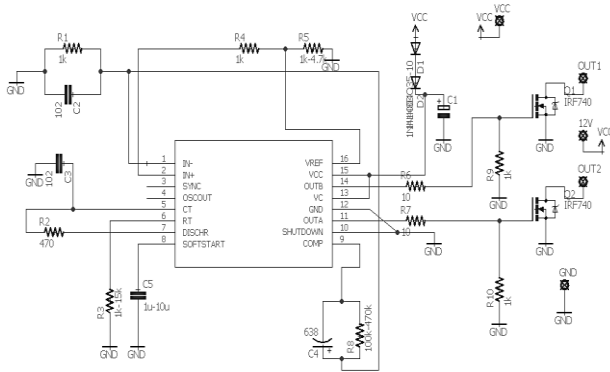 VCC
VCC
R1
1k
R4
1k
R5
1k-4.7k
GND
102
C2
GND
D1
D2
C1
GND
OUT1
Q1
IRF740
GND
12V
VCC
102
C3
GND
1 IN-
2 IN+
3 SYNC
4 OSCOUT
5 CT
6 RT
7 DISCHR
8 SOFTSTART
VREF 16
VCC 15
OUTB 14
VC 13
GND 12
OUTA 11
SHUTDOWN 10
COMP 9
R6
10
R7
10
R9
1k
GND
OUT2
Q2
IRF740
GND
R2
470
R3
1k-15k
GND
C5
1u-10u
GND
GND
638
C4
R8
100k-470k
R10
1k
GND
GND
GND